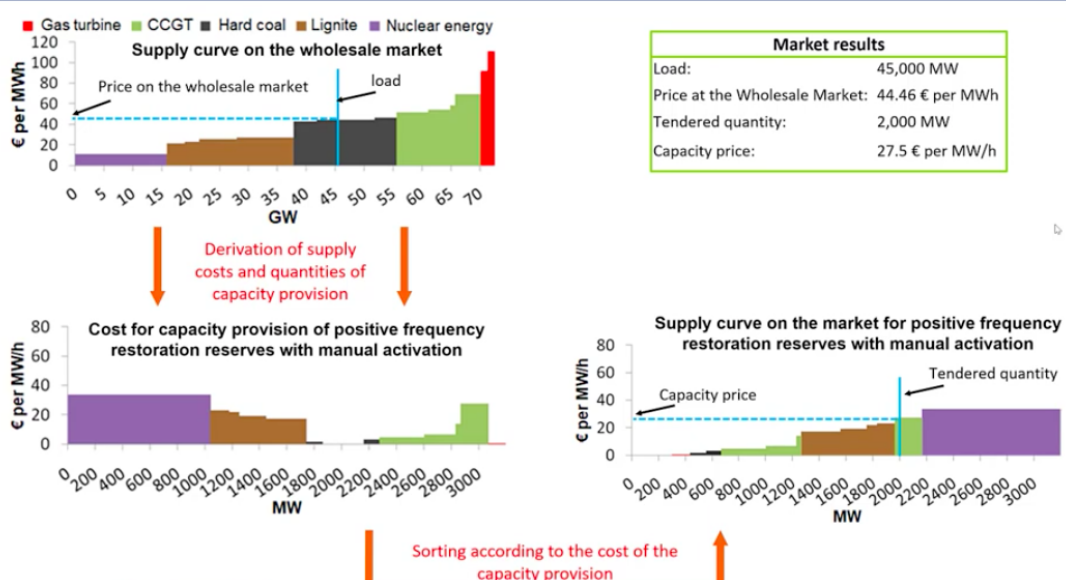 Gas turbine CCGT Hard coal Lignite Nuclear energy
Supply curve on the wholesale market
€ per MWh
120
100
80
60
40
20
0
Price on the wholesale market
load
0 5 10 15 20 25 30 35 40 45 50 55 60 65 70
GW
Market results
Load: 45,000 MW
Price at the Wholesale Market: 44.46 € per MWh
Tendered quantity: 2,000 MW
Capacity price: 27.5 € per MW/h
Derivation of supply
costs and quantities of
capacity provision
Cost for capacity provision of positive frequency
restoration reserves with manual activation
€ per MW/h
80
60
40
20
0
0 200 400 600 800 1000 1200 1400 1600 1800 2000 2200 2400 2600 2800 3000
MW
Supply curve on the market for positive frequency
restoration reserves with manual activation
€ per MW/h
80
60
40
20
0
Capacity price
Tendered quantity
0 200 400 600 800 1000 1200 1400 1600 1800 2000 2200 2400 2600 2800 3000
MW
Sorting according to the cost of the
capacity provision